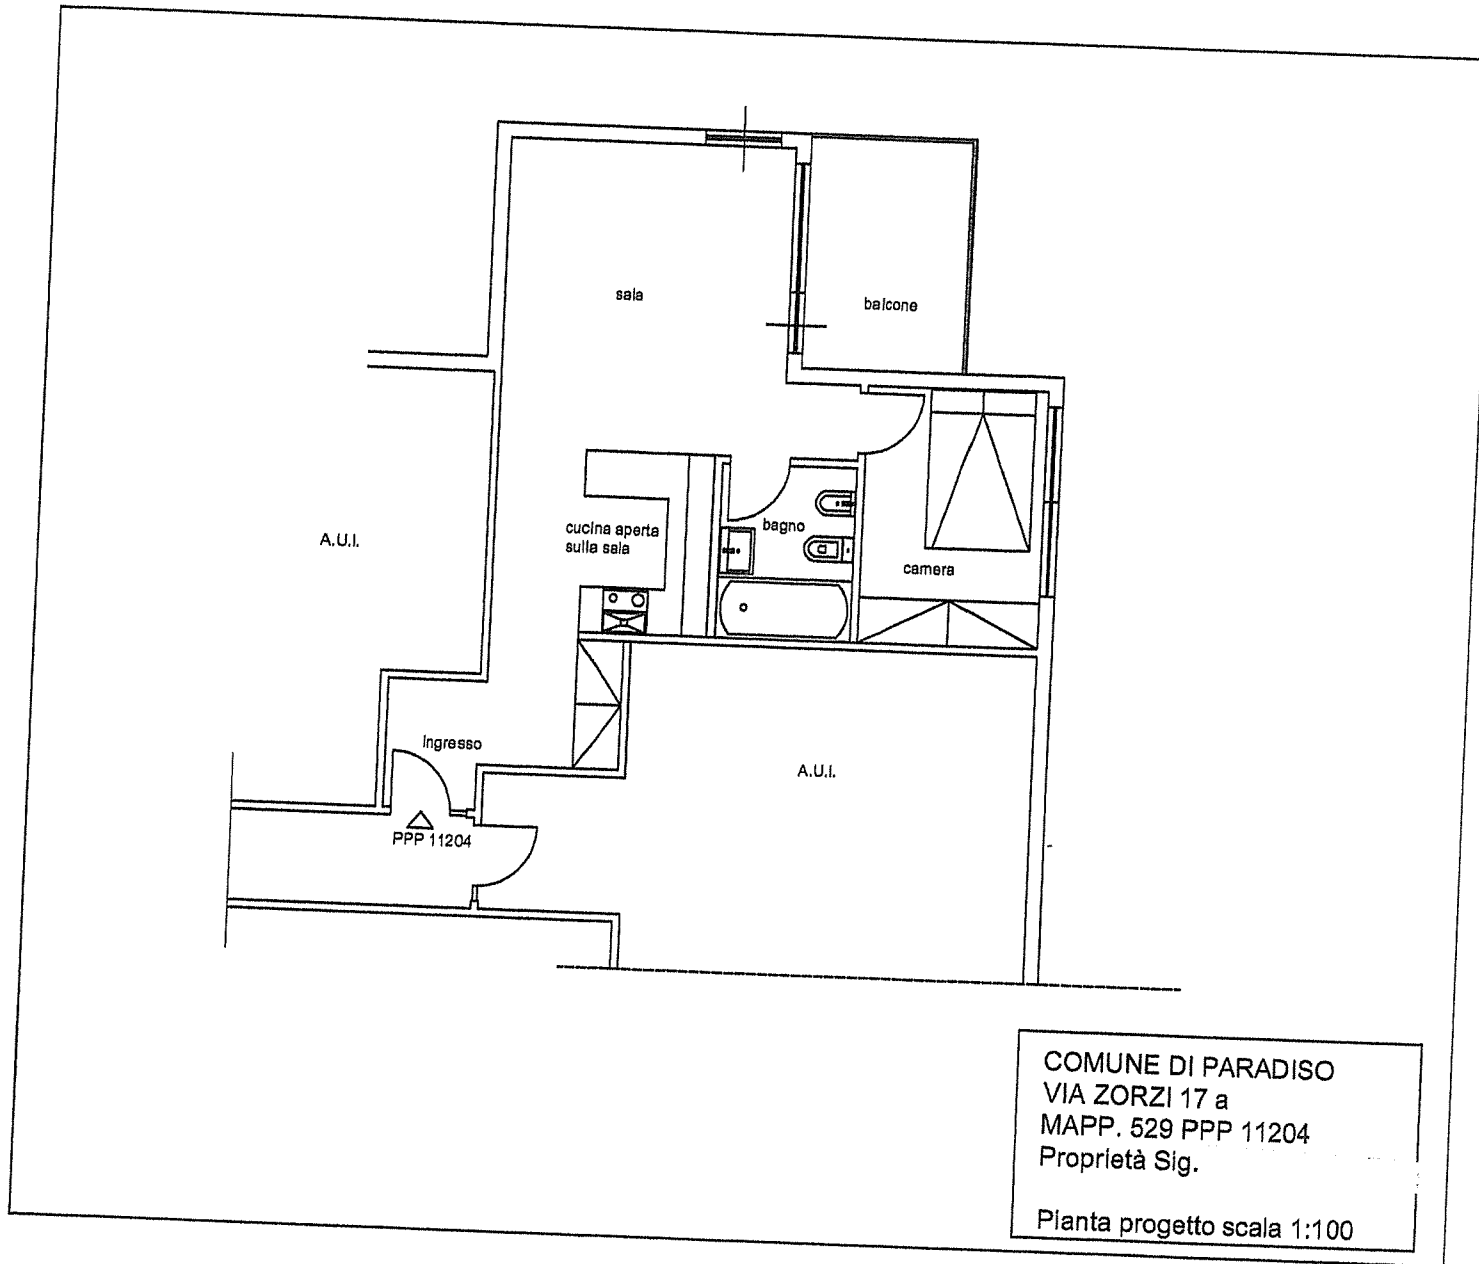 sala
balcone
A.U.I.
cucina aperta
sulla sala
bagno
camera
Ingresso
A.U.I.
PPP 11204
COMUNE DI PARADISO
VIA ZORZI 17 a
MAPP. 529 PPP 11204
Proprietà Sig.
Pianta progetto scala 1:100